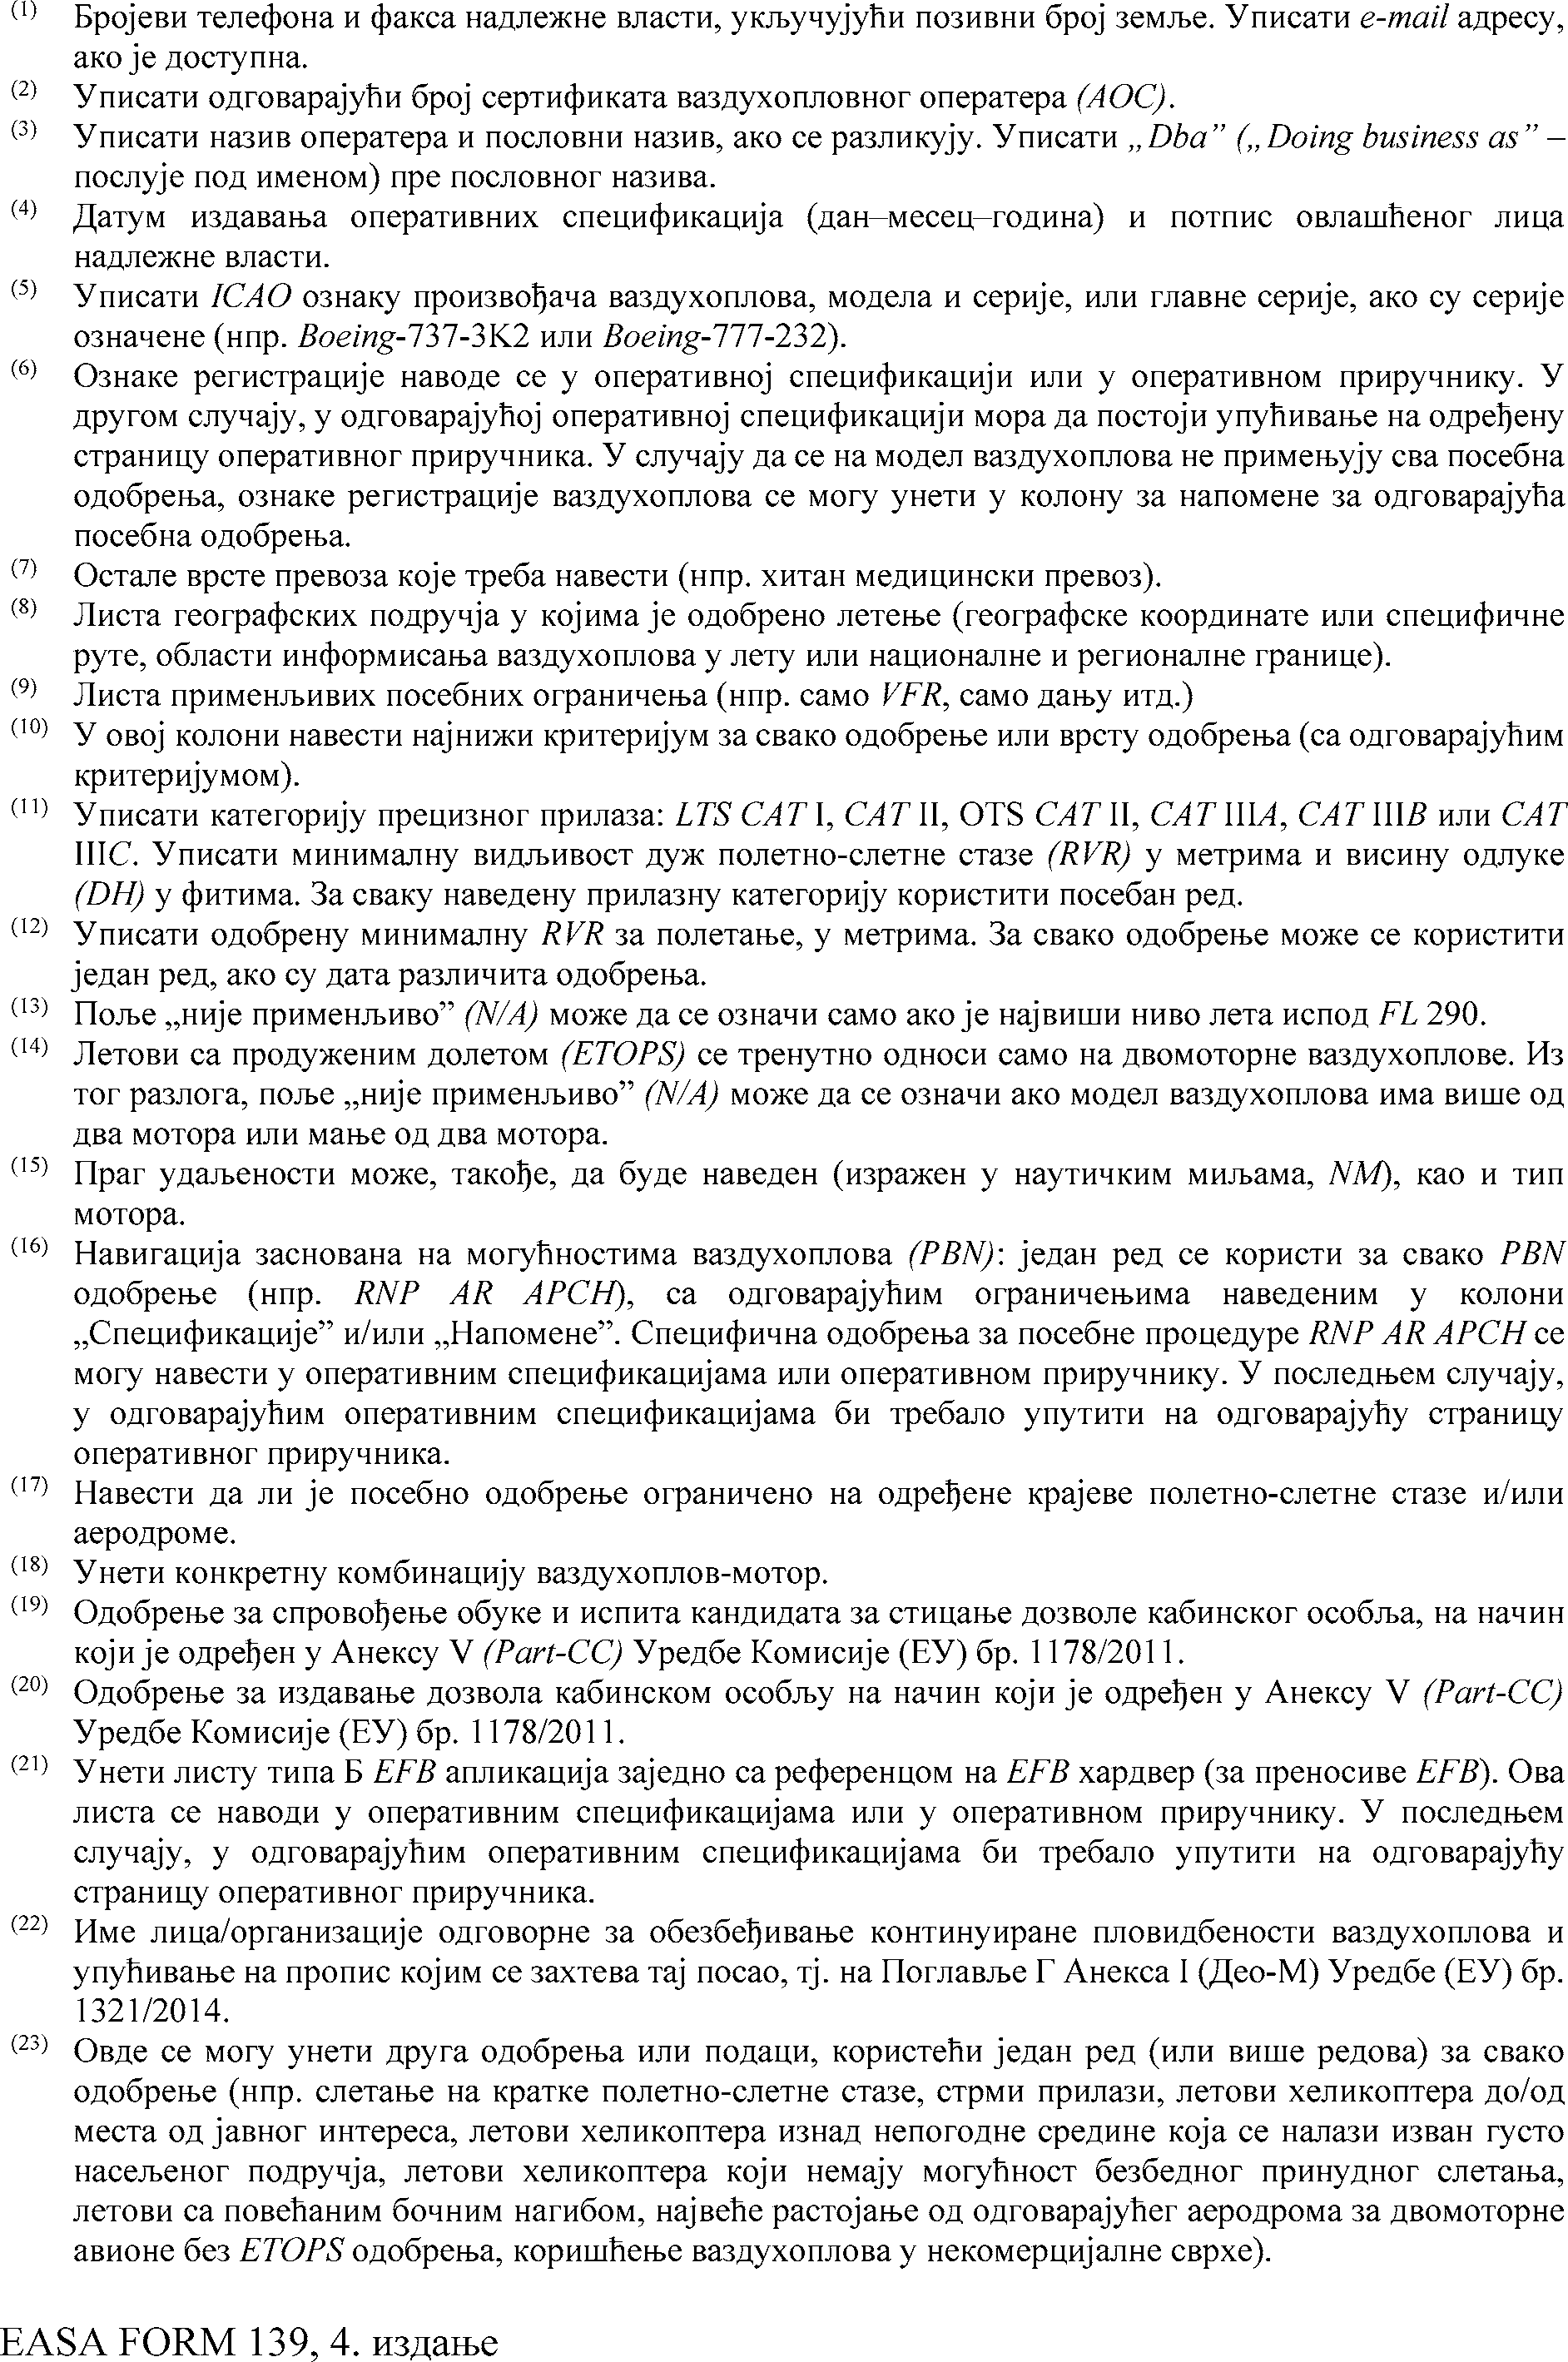 (1) Бројеви телефона и факса надлежне власти, укључујући позивни број земље. Уписати e-mail адресу,
ако је доступна.
(2) Уписати одговарајући број сертификата ваздухопловног оператера (AOC).
(3) Уписати назив оператера и пословни назив, ако се разликују. Уписати „Dba” („Doing business as” –
послује под именом) пре пословног назива.
(4) Датум издавања оперативних спецификација (дан–месец–година) и потпис овлашћеног лица
надлежне власти.
(5) Уписати ICAO ознаку произвођача ваздухоплова, модела и серије, или главне серије, ако су серије
означене (нпр. Boeing-737-3K2 или Boeing-777-232).
(6) Ознаке регистрације наводе се у оперативној спецификацији или у оперативном приручнику. У
другом случају, у одговарајућој оперативној спецификацији мора да постоји упућивање на одређену
страницу оперативног приручника. У случају да се на модел ваздухоплова не примењују сва посебна
одобрења, ознаке регистрације ваздухоплова се могу унети у колону за напомене за одговарајућа
посебна одобрења.
(7) Остале врсте превоза које треба навести (нпр. хитан медицински превоз).
(8) Листа географских подручја у којима је одобрено летење (географске координате или специфичне
руте, области информисања ваздухоплова у лету или националне и регионалне границе).
(9) Листа применљивих посебних ограничења (нпр. само VFR, само дању итд.)
(10) У овој колони навести најнижи критеријум за свако одобрење или врсту одобрења (са одговарајућим
критеријумом).
(11) Уписати категорију прецизног прилаза: LTS CAT I, CAT II, OTS CAT II, CAT IIIA, CAT IIIB или CAT
IIIC. Уписати минималну видљивост дуж полетно-слетне стазе (RVR) у метрима и висину одлуке
(DH) у фитима. За сваку наведену прилазну категорију користити посебан ред.
(12) Уписати одобрену минималну RVR за полетање, у метрима. За свако одобрење може се користити
један ред, ако су дата различита одобрења.
(13) Поље „није применљиво” (N/A) може да се означи само ако је највиши ниво лета испод FL 290.
(14) Летови са продуженим долетом (ETOPS) се тренутно односи само на двомоторне ваздухоплове. Из
тог разлога, поље „није применљиво” (N/A) може да се означи ако модел ваздухоплова има више од
два мотора или мање од два мотора.
(15) Праг удаљености може, такође, да буде наведен (изражен у наутичким миљама, NM), као и тип
мотора.
(16) Навигација заснована на могућностима ваздухоплова (PBN): један ред се користи за свако PBN
одобрење (нпр. RNP AR APCH), са одговарајућим ограничењима наведеним у колони
„Спецификације” и/или „Напомене”. Специфична одобрења за посебне процедуре RNP AR APCH се
могу навести у оперативним спецификацијама или оперативном приручнику. У последњем случају,
у одговарајућим оперативним спецификацијама би требало упутити на одговарајућу страницу
оперативног приручника.
(17) Навести да ли је посебно одобрење ограничено на одређене крајеве полетно-слетне стазе и/или
аеродроме.
(18) Унети конкретну комбинацију ваздухоплов-мотор.
(19) Одобрење за спровођење обуке и испита кандидата за стицање дозволе кабинског особља, на начин
који је одређен у Анексу V (Part-CC) Уредбе Комисије (ЕУ) бр. 1178/2011.
(20) Одобрење за издавање дозвола кабинском особљу на начин који је одређен у Анексу V (Part-CC)
Уредбе Комисије (ЕУ) бр. 1178/2011.
(21) Унети листу типа Б EFB апликација заједно са референцом на EFB хардвер (за преносиве EFB). Ова
листа се наводи у оперативним спецификацијама или у оперативном приручнику. У последњем
случају, у одговарајућим оперативним спецификацијама би требало упутити на одговарајућу
страницу оперативног приручника.
(22) Име лица/организације одговорне за обезбеђивање континуиране пловидбености ваздухоплова и
упућивање на пропис којим се захтева тај посао, тј. на Поглавље Г Анекса I (Део-М) Уредбе (ЕУ) бр.
1321/2014.
(23) Овде се могу унети друга одобрења или подаци, користећи један ред (или више редова) за свако
одобрење (нпр. слетање на кратке полетно-слетне стазе, стрми прилази, летови хеликоптера до/од
места од јавног интереса, летови хеликоптера изнад непогодне средине која се налази изван густо
насељеног подручја, летови хеликоптера који немају могућност безбедног принудног слетања,
летови са повећаним бочним нагибом, највеће растојање од одговарајућег аеродрома за двомоторне
авионе без ETOPS одобрења, коришћење ваздухоплова у некомерцијалне сврхе).
EASA FORM 139, 4. издање